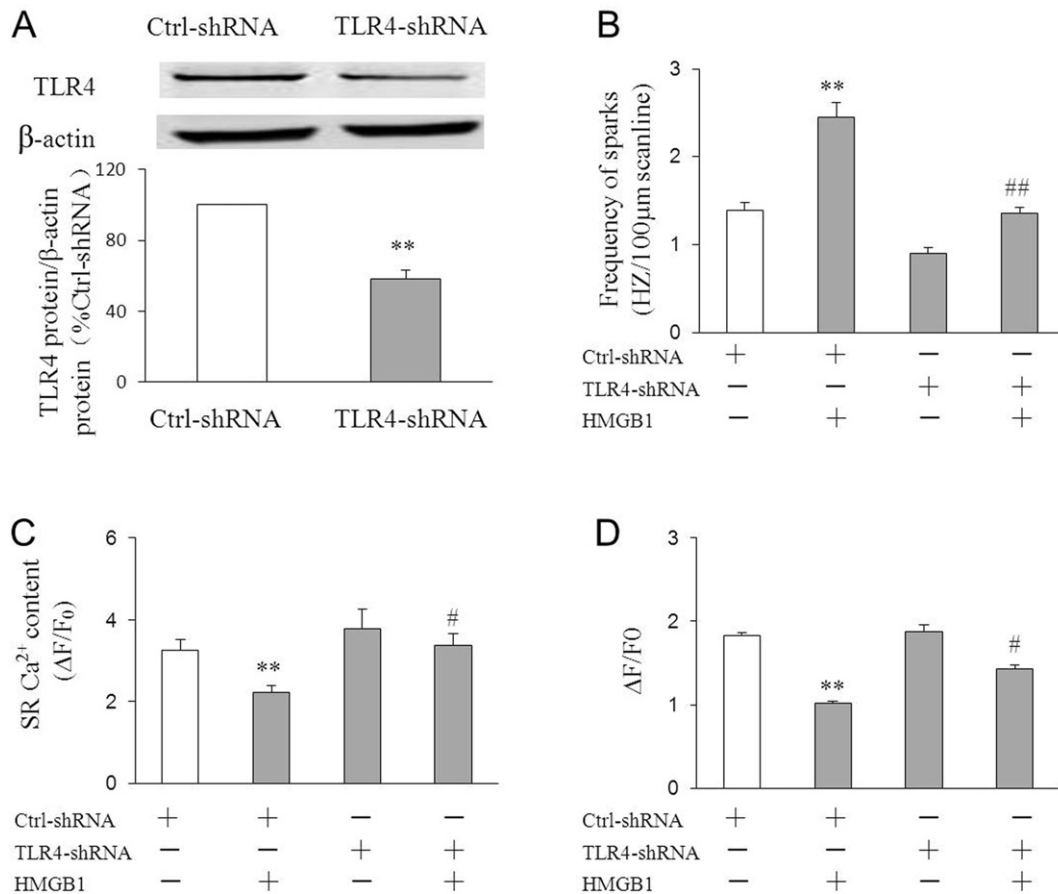 A
Ctrl-shRNA TLR4-shRNA
TLR4
β-actin
TLR4 protein/β-actin
protein (%Ctrl-shRNA)
120
80
40
0
**
Ctrl-shRNA TLR4-shRNA
B
Frequency of sparks
(HZ/100μm scanline)
3
2
1
0
**
##
Ctrl-shRNA + + − −
TLR4-shRNA − − + +
HMGB1 − + − +
C
SR Ca²⁺ content
(ΔF/F₀)
6
4
2
0
**
#
Ctrl-shRNA + + − −
TLR4-shRNA − − + +
HMGB1 − + − +
D
ΔF/F0
3
2
1
0
**
#
Ctrl-shRNA + + − −
TLR4-shRNA − − + +
HMGB1 − + − +